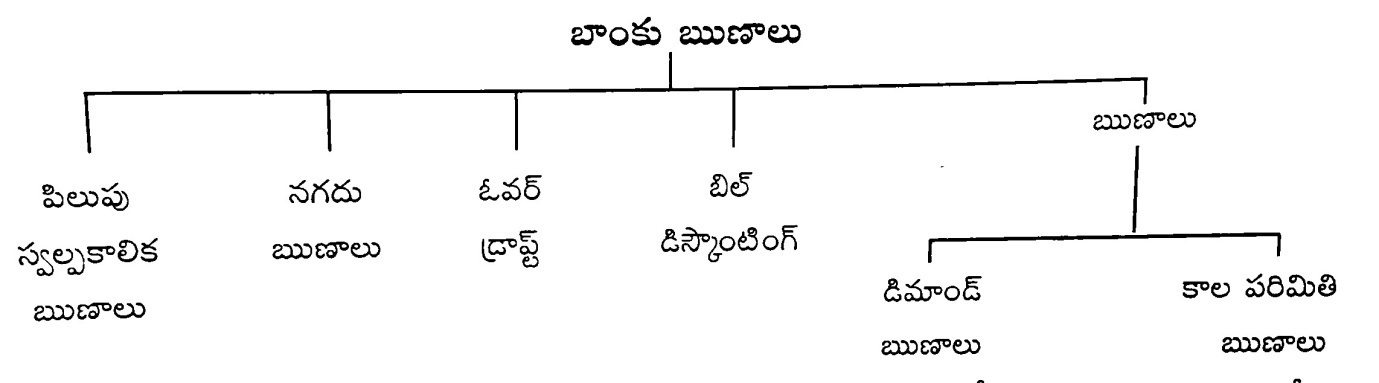 బాంకు ఋణాలు
ఋణాలు
పిలుపు
స్వల్పకాలిక
ఋణాలు
నగదు
ఋణాలు
ఓవర్
డ్రాఫ్ట్
బిల్
డిస్కౌంటింగ్
డిమాండ్
ఋణాలు
కాల పరిమితి
ఋణాలు